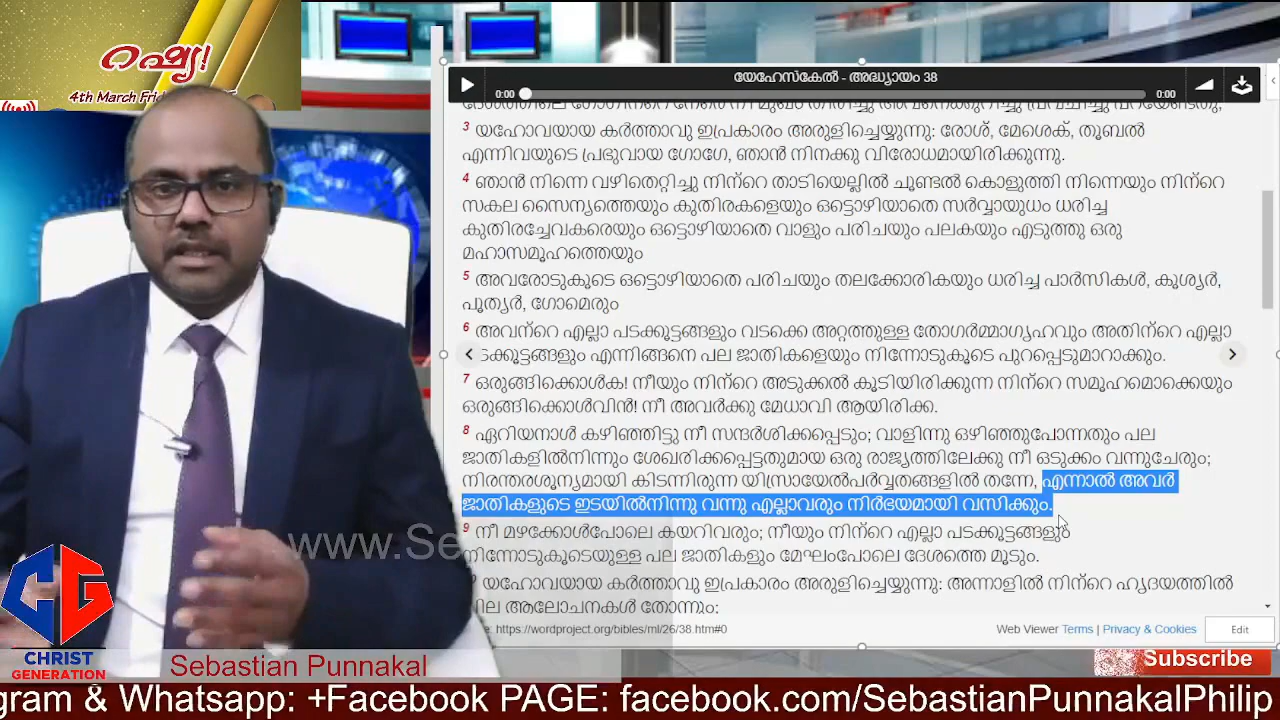 റഷ്യ!
4th March Fri
യേഹേസ്കേൽ - അദ്ധ്യായം 38
0:00
0:00
3 യഹോവയായ കർത്താവു ഇപ്രകാരം അരുളിച്ചെയ്യുന്നു: രോശ്, മേശെക്, തൂബൽ
എന്നിവയുടെ പ്രഭുവായ ഗോഗേ, ഞാൻ നിനക്കു വിരോധമായിരിക്കുന്നു.
4 ഞാൻ നിന്നെ വഴിതെറ്റിച്ചു നിന്റെ താടിയെല്ലിൽ ചൂണ്ടൽ കൊളുത്തി നിന്നെയും നിന്റെ
സകല സൈന്യത്തെയും കുതിരകളെയും ഒട്ടൊഴിയാതെ സർവ്വായുധം ധരിച്ച
കുതിരച്ചേവകരെയും ഒട്ടൊഴിയാതെ വാളും പരിചയും പലകയും എടുത്തു ഒരു
മഹാസമൂഹത്തെയും
5 അവരോടുകൂടെ ഒട്ടൊഴിയാതെ പരിചയും തലക്കോരികയും ധരിച്ച പാർസികൾ, കൂശ്യർ,
പൂത്യർ, ഗോമെരും
6 അവന്റെ എല്ലാ പടക്കൂട്ടങ്ങളും വടക്കെ അറ്റത്തുള്ള തോഗർമ്മാഗൃഹവും അതിന്റെ എല്ലാ
ടക്കൂട്ടങ്ങളും എന്നിങ്ങനെ പല ജാതികളെയും നിന്നോടുകൂടെ പുറപ്പെടുമാറാക്കും.
7 ഒരുങ്ങിക്കൊൾക! നീയും നിന്റെ അടുക്കൽ കൂടിയിരിക്കുന്ന നിന്റെ സമൂഹമൊക്കെയും
ഒരുങ്ങിക്കൊൾവിൻ! നീ അവർക്കു മേധാവി ആയിരിക്ക.
8 ഏറിയനാൾ കഴിഞ്ഞിട്ടു നീ സന്ദർശിക്കപ്പെടും; വാളിന്നു ഒഴിഞ്ഞുപോന്നതും പല
ജാതികളിൽനിന്നും ശേഖരിക്കപ്പെട്ടതുമായ ഒരു രാജ്യത്തിലേക്കു നീ ഒടുക്കം വന്നുചേരും;
നിരന്തരശൂന്യമായി കിടന്നിരുന്ന യിസ്രായേൽപർവ്വതങ്ങളിൽ തന്നേ, എന്നാൽ അവർ
ജാതികളുടെ ഇടയിൽനിന്നു വന്നു എല്ലാവരും നിർഭയമായി വസിക്കും.
9 നീ മഴക്കോൾപോലെ കയറിവരും; നീയും നിന്റെ എല്ലാ പടക്കൂട്ടങ്ങളും
നിന്നോടുകൂടെയുള്ള പല ജാതികളും മേഘംപോലെ ദേശത്തെ മൂടും.
യഹോവയായ കർത്താവു ഇപ്രകാരം അരുളിച്ചെയ്യുന്നു: അന്നാളിൽ നിന്റെ ഹൃദയത്തിൽ
ില ആലോചനകൾ തോന്നും;
www.Se
https://wordproject.org/bibles/ml/26/38.htm#0
Web Viewer Terms | Privacy & Cookies
Edit
CG
CHRIST
GENERATION
Sebastian Punnakal
Subscribe
gram & Whatsapp: +Facebook PAGE: facebook.com/SebastianPunnakalPhilip